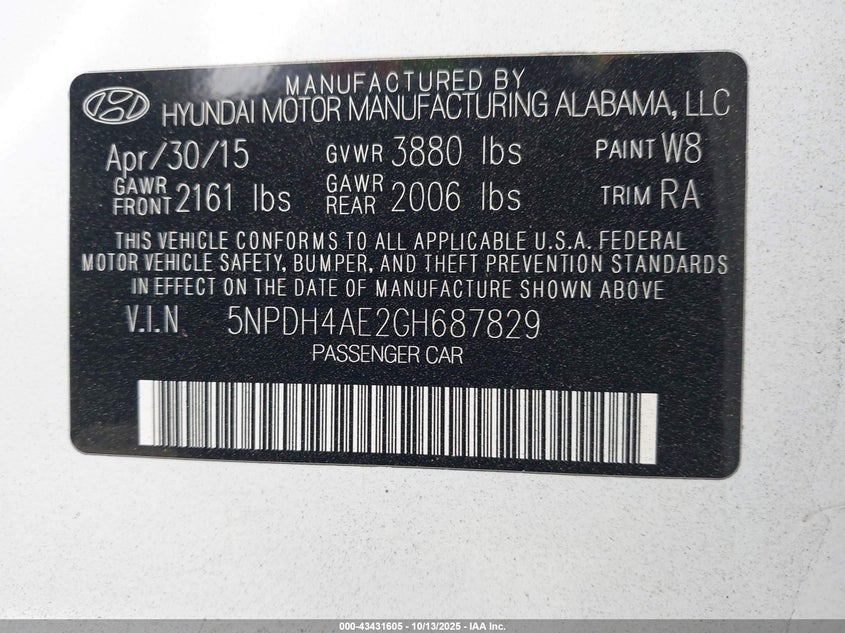 MANUFACTURED BY
HYUNDAI MOTOR MANUFACTURING ALABAMA, LLC
Apr/30/15 GVWR 3880 lbs PAINT W8
GAWR FRONT 2161 lbs GAWR REAR 2006 lbs TRIM RA
THIS VEHICLE CONFORMS TO ALL APPLICABLE U.S.A. FEDERAL
MOTOR VEHICLE SAFETY, BUMPER, AND THEFT PREVENTION STANDARDS
IN EFFECT ON THE DATE OF MANUFACTURE SHOWN ABOVE
V.I.N 5NPDH4AE2GH687829
PASSENGER CAR
000-43431605 - 10/13/2025 - IAA Inc.